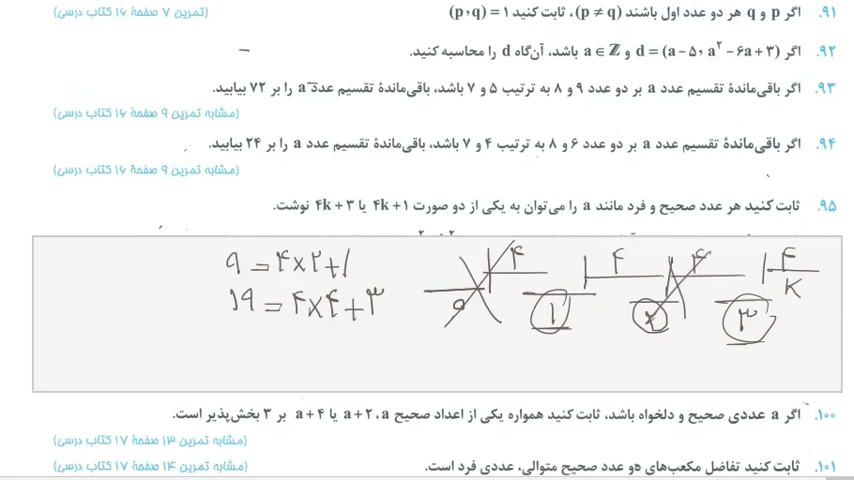 ۹۱. اگر p و q هر دو عدد اول باشند (p ≠ q)، ثابت کنید (p,q) = ۱ (تمرین ۷ صفحهٔ ۱۶ کتاب درسی)
۹۲. اگر d = (a − ۵, a² − ۶a + ۳) و a ∈ ℤ باشد، آن‌گاه d را محاسبه کنید.
۹۳. اگر باقی‌ماندهٔ تقسیم عدد a بر دو عدد ۹ و ۸ به ترتیب ۵ و ۷ باشد، باقی‌ماندهٔ تقسیم عدد a را بر ۷۲ بیابید.
(مشابه تمرین ۹ صفحهٔ ۱۶ کتاب درسی)
۹۴. اگر باقی‌ماندهٔ تقسیم عدد a بر دو عدد ۶ و ۸ به ترتیب ۴ و ۷ باشد، باقی‌ماندهٔ تقسیم عدد a را بر ۲۴ بیابید.
(مشابه تمرین ۹ صفحهٔ ۱۶ کتاب درسی)
۹۵. ثابت کنید هر عدد صحیح و فرد مانند a را می‌توان به یکی از دو صورت ۴k + ۱ یا ۴k + ۳ نوشت.
۹ = ۴ × ۲ + ۱ ۴ ۴ ۴ ۴
۱۹ = ۴ × ۴ + ۳ ۰ ۱ ۲ ۳ K
۱۰۰. اگر a عددی صحیح و دلخواه باشد، ثابت کنید همواره یکی از اعداد صحیح a، a + ۲ یا a + ۴ بر ۳ بخش‌پذیر است.
(مشابه تمرین ۱۳ صفحهٔ ۱۷ کتاب درسی)
۱۰۱. ثابت کنید تفاضل مکعب‌های دو عدد صحیح متوالی، عددی فرد است. (مشابه تمرین ۱۴ صفحهٔ ۱۷ کتاب درسی)